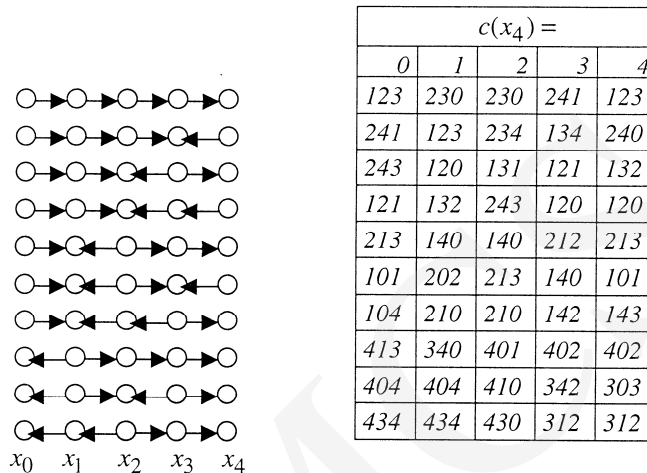 c(x4) =
0 1 2 3 4
123 230 230 241 123
241 123 234 134 240
243 120 131 121 132
121 132 243 120 120
213 140 140 212 213
101 202 213 140 101
104 210 210 142 143
413 340 401 402 402
404 404 410 342 303
434 434 430 312 312
x0 x1 x2 x3 x4